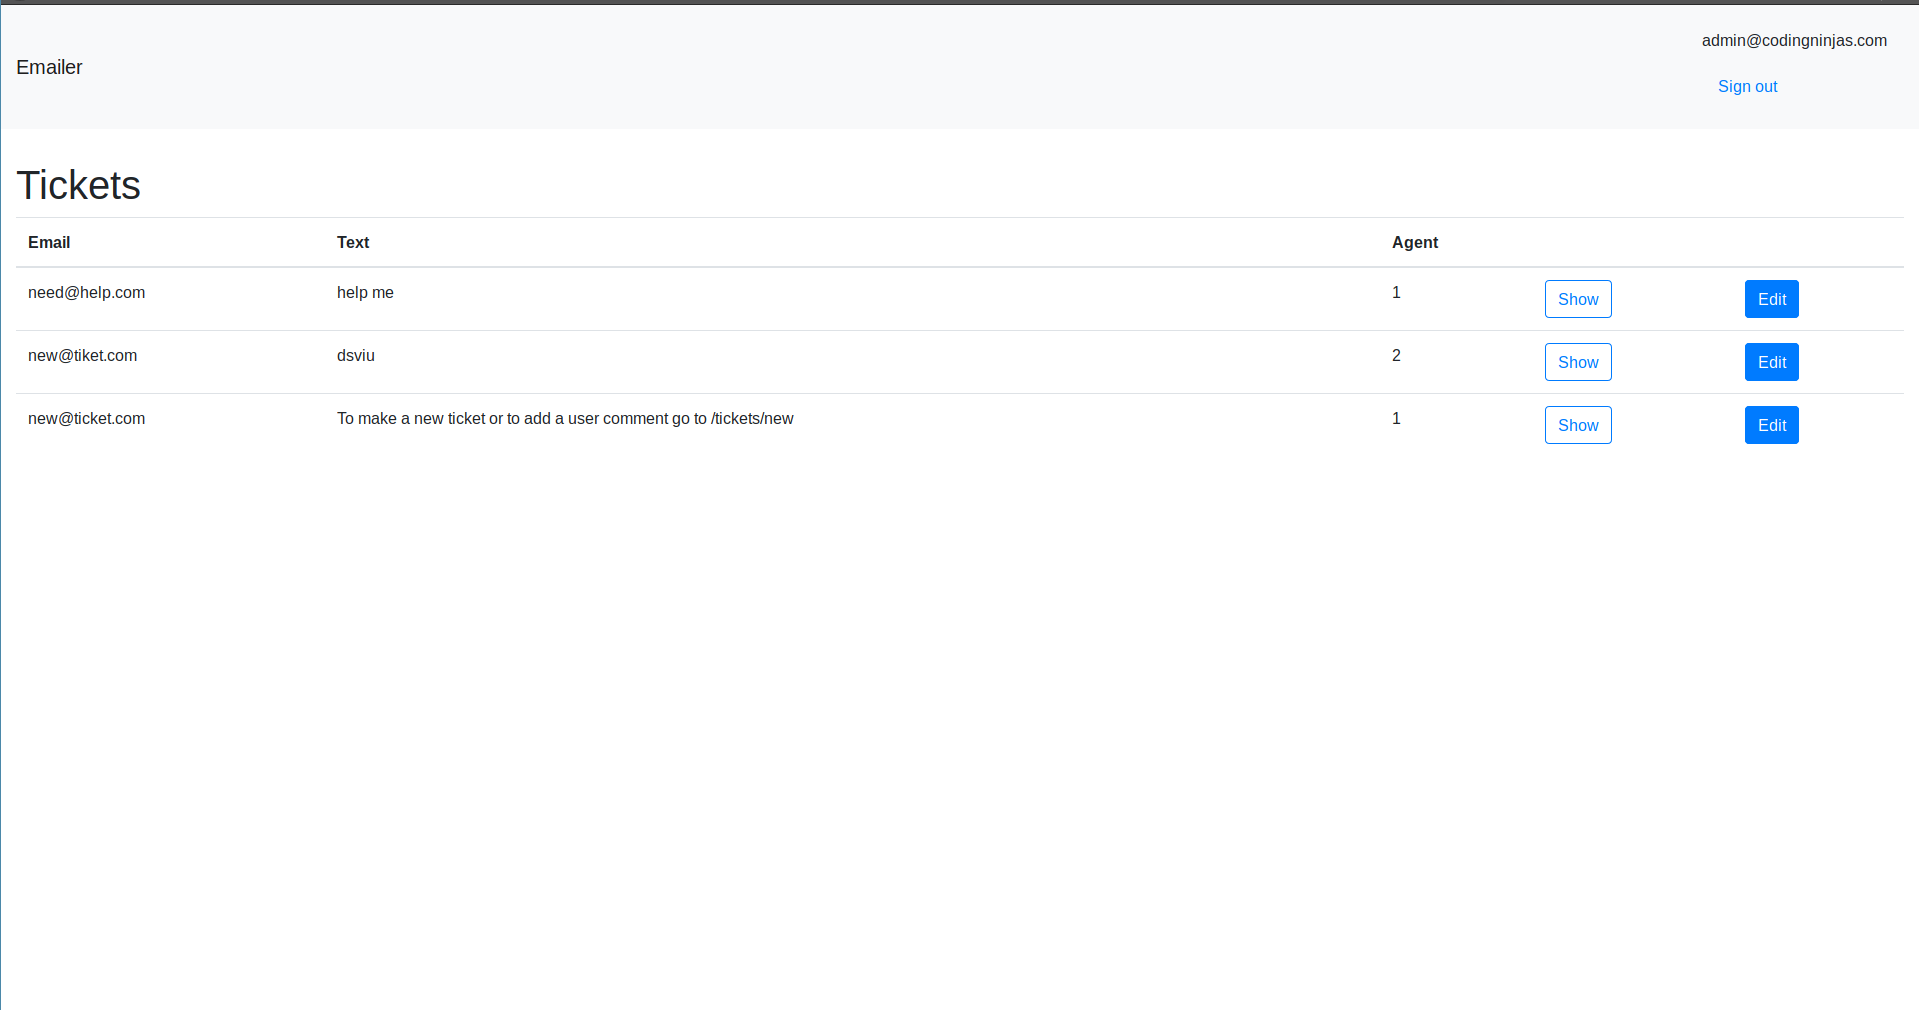 Emailer
admin@codingninjas.com
Sign out
Tickets
Email Text Agent
need@help.com help me 1 Show Edit
new@tiket.com dsviu 2 Show Edit
new@ticket.com To make a new ticket or to add a user comment go to /tickets/new 1 Show Edit